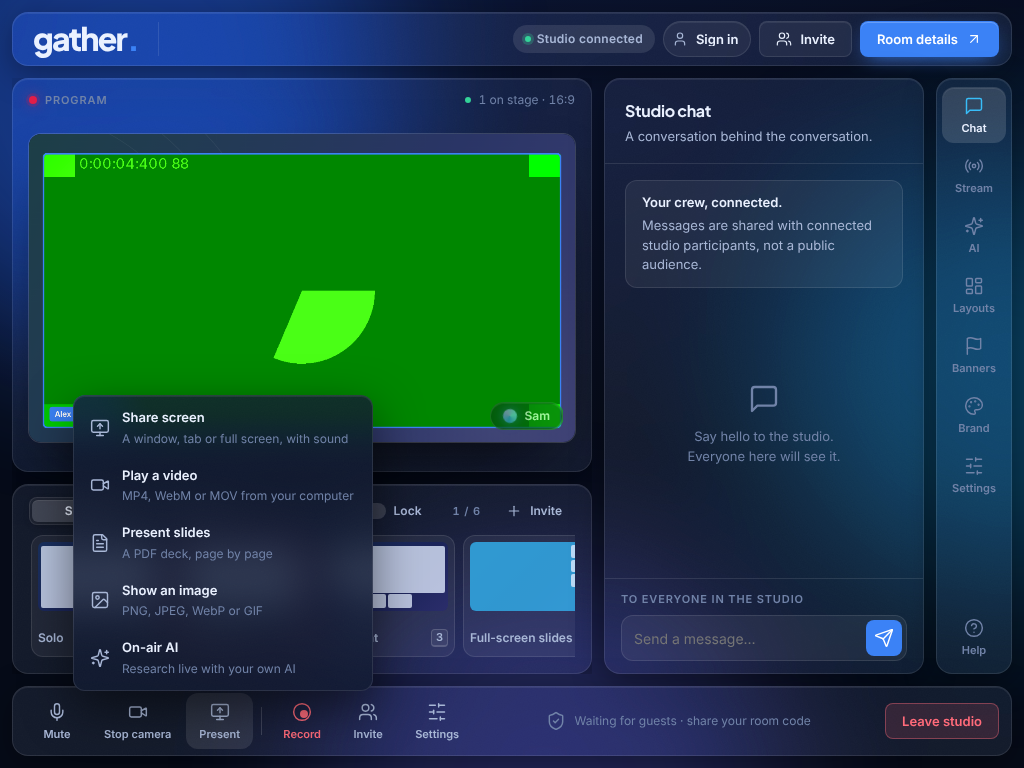 gather.
Studio connected
Sign in
Invite
Room details
PROGRAM
1 on stage · 16:9
0:00:04:400 88
Alex
Sam
Share screen
A window, tab or full screen, with sound
Play a video
MP4, WebM or MOV from your computer
Present slides
A PDF deck, page by page
Show an image
PNG, JPEG, WebP or GIF
On-air AI
Research live with your own AI
Lock
1 / 6
Invite
Solo
3
Full-screen slides
Studio chat
A conversation behind the conversation.
Your crew, connected.
Messages are shared with connected
studio participants, not a public
audience.
Say hello to the studio.
Everyone here will see it.
TO EVERYONE IN THE STUDIO
Send a message...
Chat
Stream
AI
Layouts
Banners
Brand
Settings
Help
Mute
Stop camera
Present
Record
Invite
Settings
Waiting for guests · share your room code
Leave studio